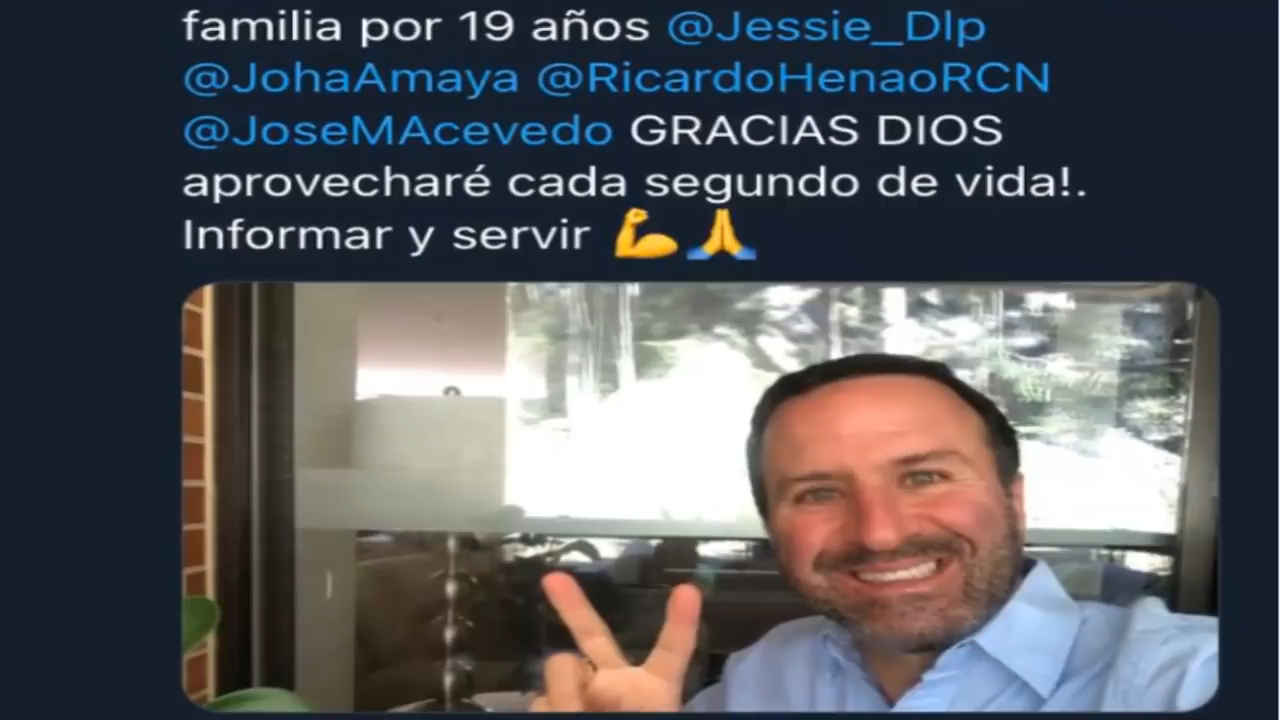 familia por 19 años @Jessie_Dlp
@JohaAmaya @RicardoHenaoRCN
@JoseMAcevedo GRACIAS DIOS
aprovecharé cada segundo de vida!.
Informar y servir 💪🙏